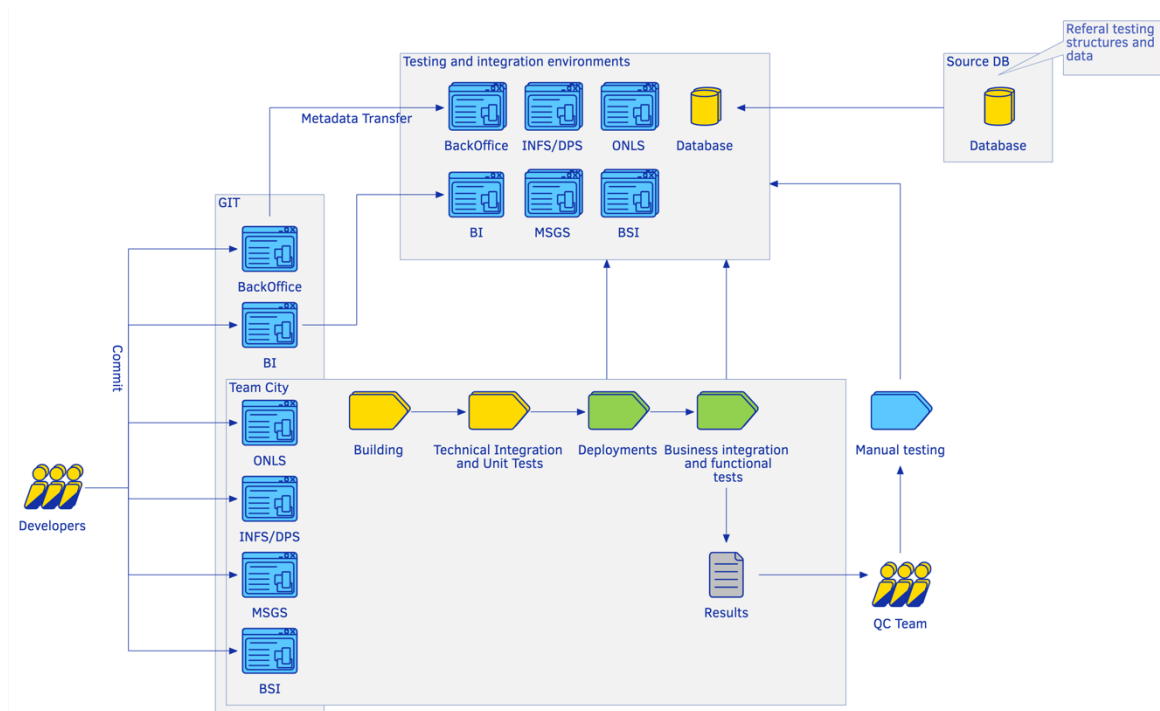 Referal testing
structures and
data
Testing and integration environments
Source DB
Metadata Transfer
BackOffice
INFS/DPS
ONLS
Database
Database
BI
MSGS
BSI
GIT
BackOffice
BI
Commit
Team City
ONLS
Building
Technical Integration
and Unit Tests
Deployments
Business integration
and functional
tests
Manual testing
Developers
INFS/DPS
MSGS
Results
QC Team
BSI